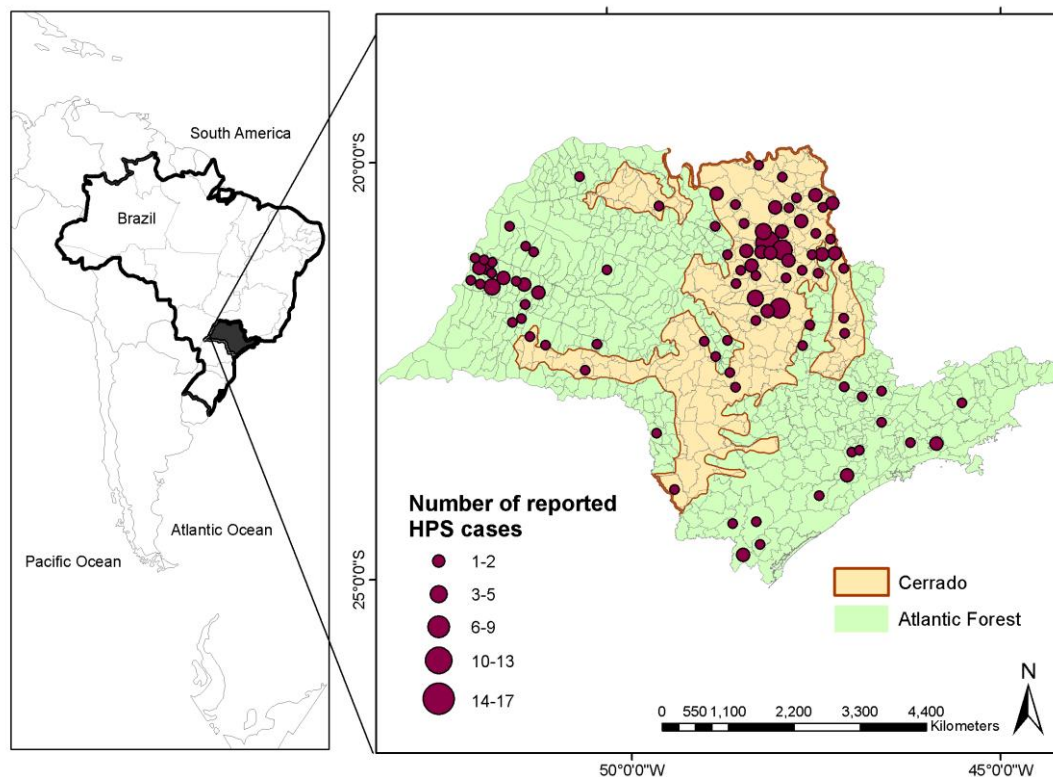 South America
Brazil
Atlantic Ocean
Pacific Ocean
20°0'0"S
25°0'0"S
Number of reported
HPS cases
1-2
3-5
6-9
10-13
14-17
Cerrado
Atlantic Forest
N
0 550 1,100 2,200 3,300 4,400
Kilometers
50°0'0"W
45°0'0"W